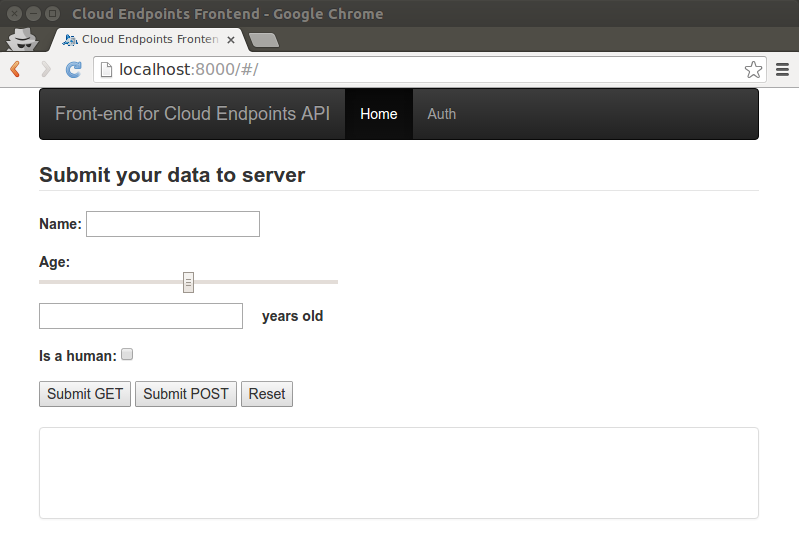 Cloud Endpoints Frontend - Google Chrome
Cloud Endpoints Fronten
localhost:8000/#/
Front-end for Cloud Endpoints API Home Auth
Submit your data to server
Name:
Age:
years old
Is a human:
Submit GET Submit POST Reset